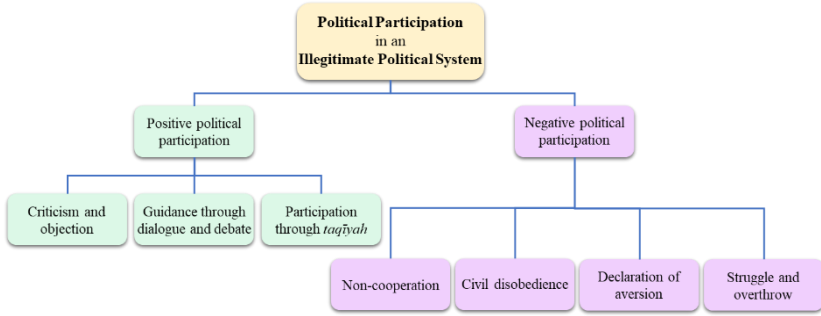 Political Participation
in an
Illegitimate Political System
Positive political
participation
Negative political
participation
Criticism and
objection
Guidance through
dialogue and debate
Participation
through taqīyah
Non-cooperation
Civil disobedience
Declaration of
aversion
Struggle and
overthrow